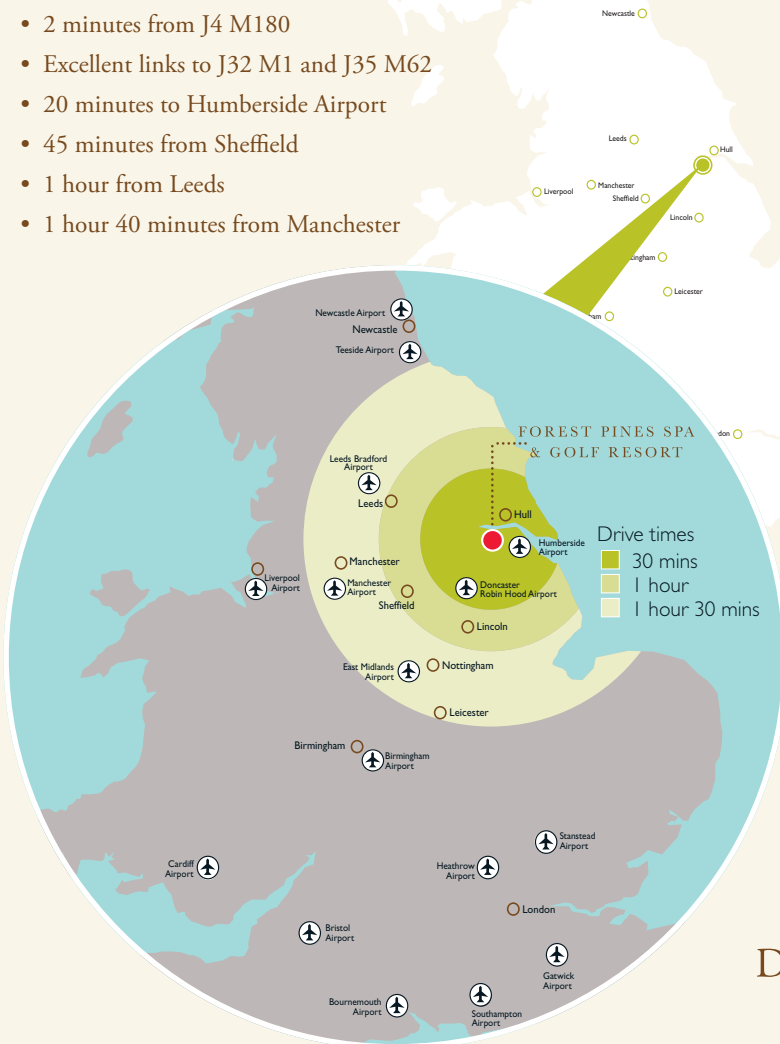 • 2 minutes from J4 M180
• Excellent links to J32 M1 and J35 M62
• 20 minutes to Humberside Airport
• 45 minutes from Sheffield
• 1 hour from Leeds
• 1 hour 40 minutes from Manchester
Newcastle
Leeds
Hull
Liverpool
Manchester
Sheffield
Lincoln
ingham
Leicester
am
don
Newcastle Airport
Newcastle
Teeside Airport
FOREST PINES SPA
& GOLF RESORT
Leeds Bradford
Airport
Leeds
Hull
Humberside
Airport
Drive times
30 mins
1 hour
1 hour 30 mins
Manchester
Liverpool
Airport
Manchester
Airport
Sheffield
Doncaster
Robin Hood Airport
Lincoln
East Midlands
Airport
Nottingham
Leicester
Birmingham
Birmingham
Airport
Stanstead
Airport
Cardiff
Airport
Heathrow
Airport
London
Bristol
Airport
Gatwick
Airport
Bournemouth
Airport
Southampton
Airport
D